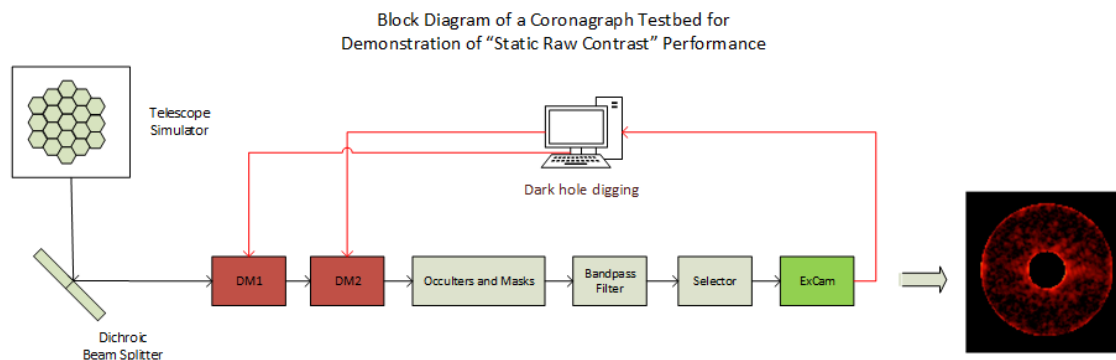 Block Diagram of a Coronagraph Testbed for
Demonstration of “Static Raw Contrast” Performance
Telescope
Simulator
Dark hole digging
DM1
DM2
Occulters and Masks
Bandpass
Filter
Selector
ExCam
Dichroic
Beam Splitter